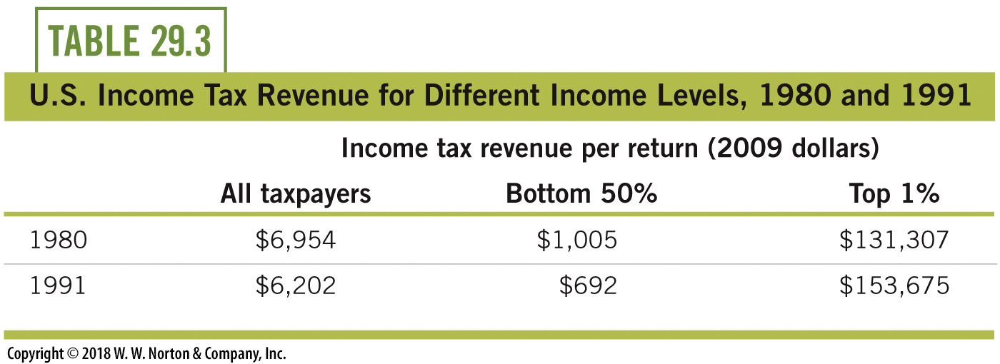 TABLE 29.3
U.S. Income Tax Revenue for Different Income Levels, 1980 and 1991
Income tax revenue per return (2009 dollars)
All taxpayers Bottom 50% Top 1%
1980 $6,954 $1,005 $131,307
1991 $6,202 $692 $153,675
Copyright © 2018 W. W. Norton & Company, Inc.